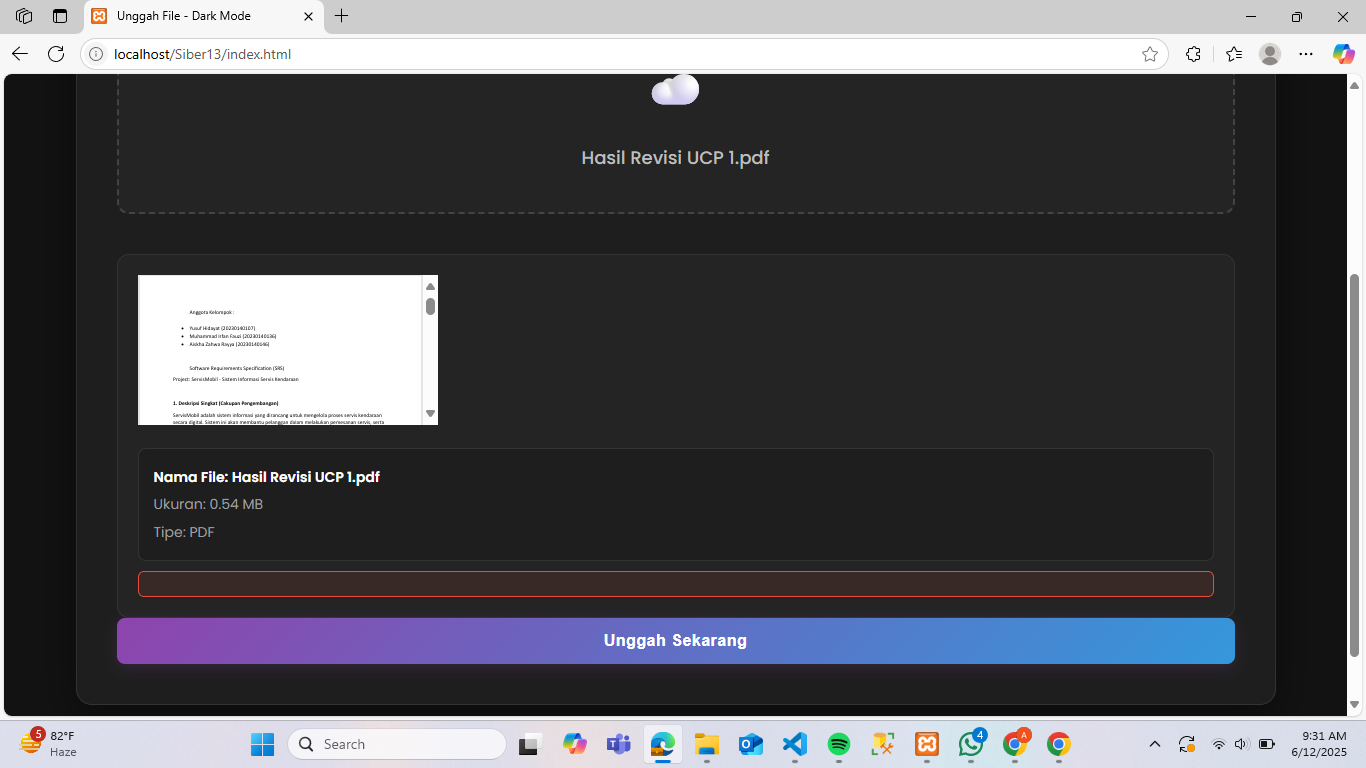 Unggah File - Dark Mode
localhost/Siber13/index.html
Hasil Revisi UCP 1.pdf
Anggota Kelompok :
Yusuf Hidayat (20230140107)
Muhammad Irfan Fauzi (20230140136)
Aiskha Zahwa Rayya (20230140146)
Software Requirements Specification (SRS)
Project: ServisMobil - Sistem Informasi Servis Kendaraan
1. Deskripsi Singkat (Cakupan Pengembangan)
ServisMobil adalah sistem informasi yang dirancang untuk mengelola proses servis kendaraan
secara digital. Sistem ini akan membantu pelanggan dalam melakukan pemesanan servis, serta
Nama File: Hasil Revisi UCP 1.pdf
Ukuran: 0.54 MB
Tipe: PDF
Unggah Sekarang
5
82°F
Haze
Search
4
A
9:31 AM
6/12/2025